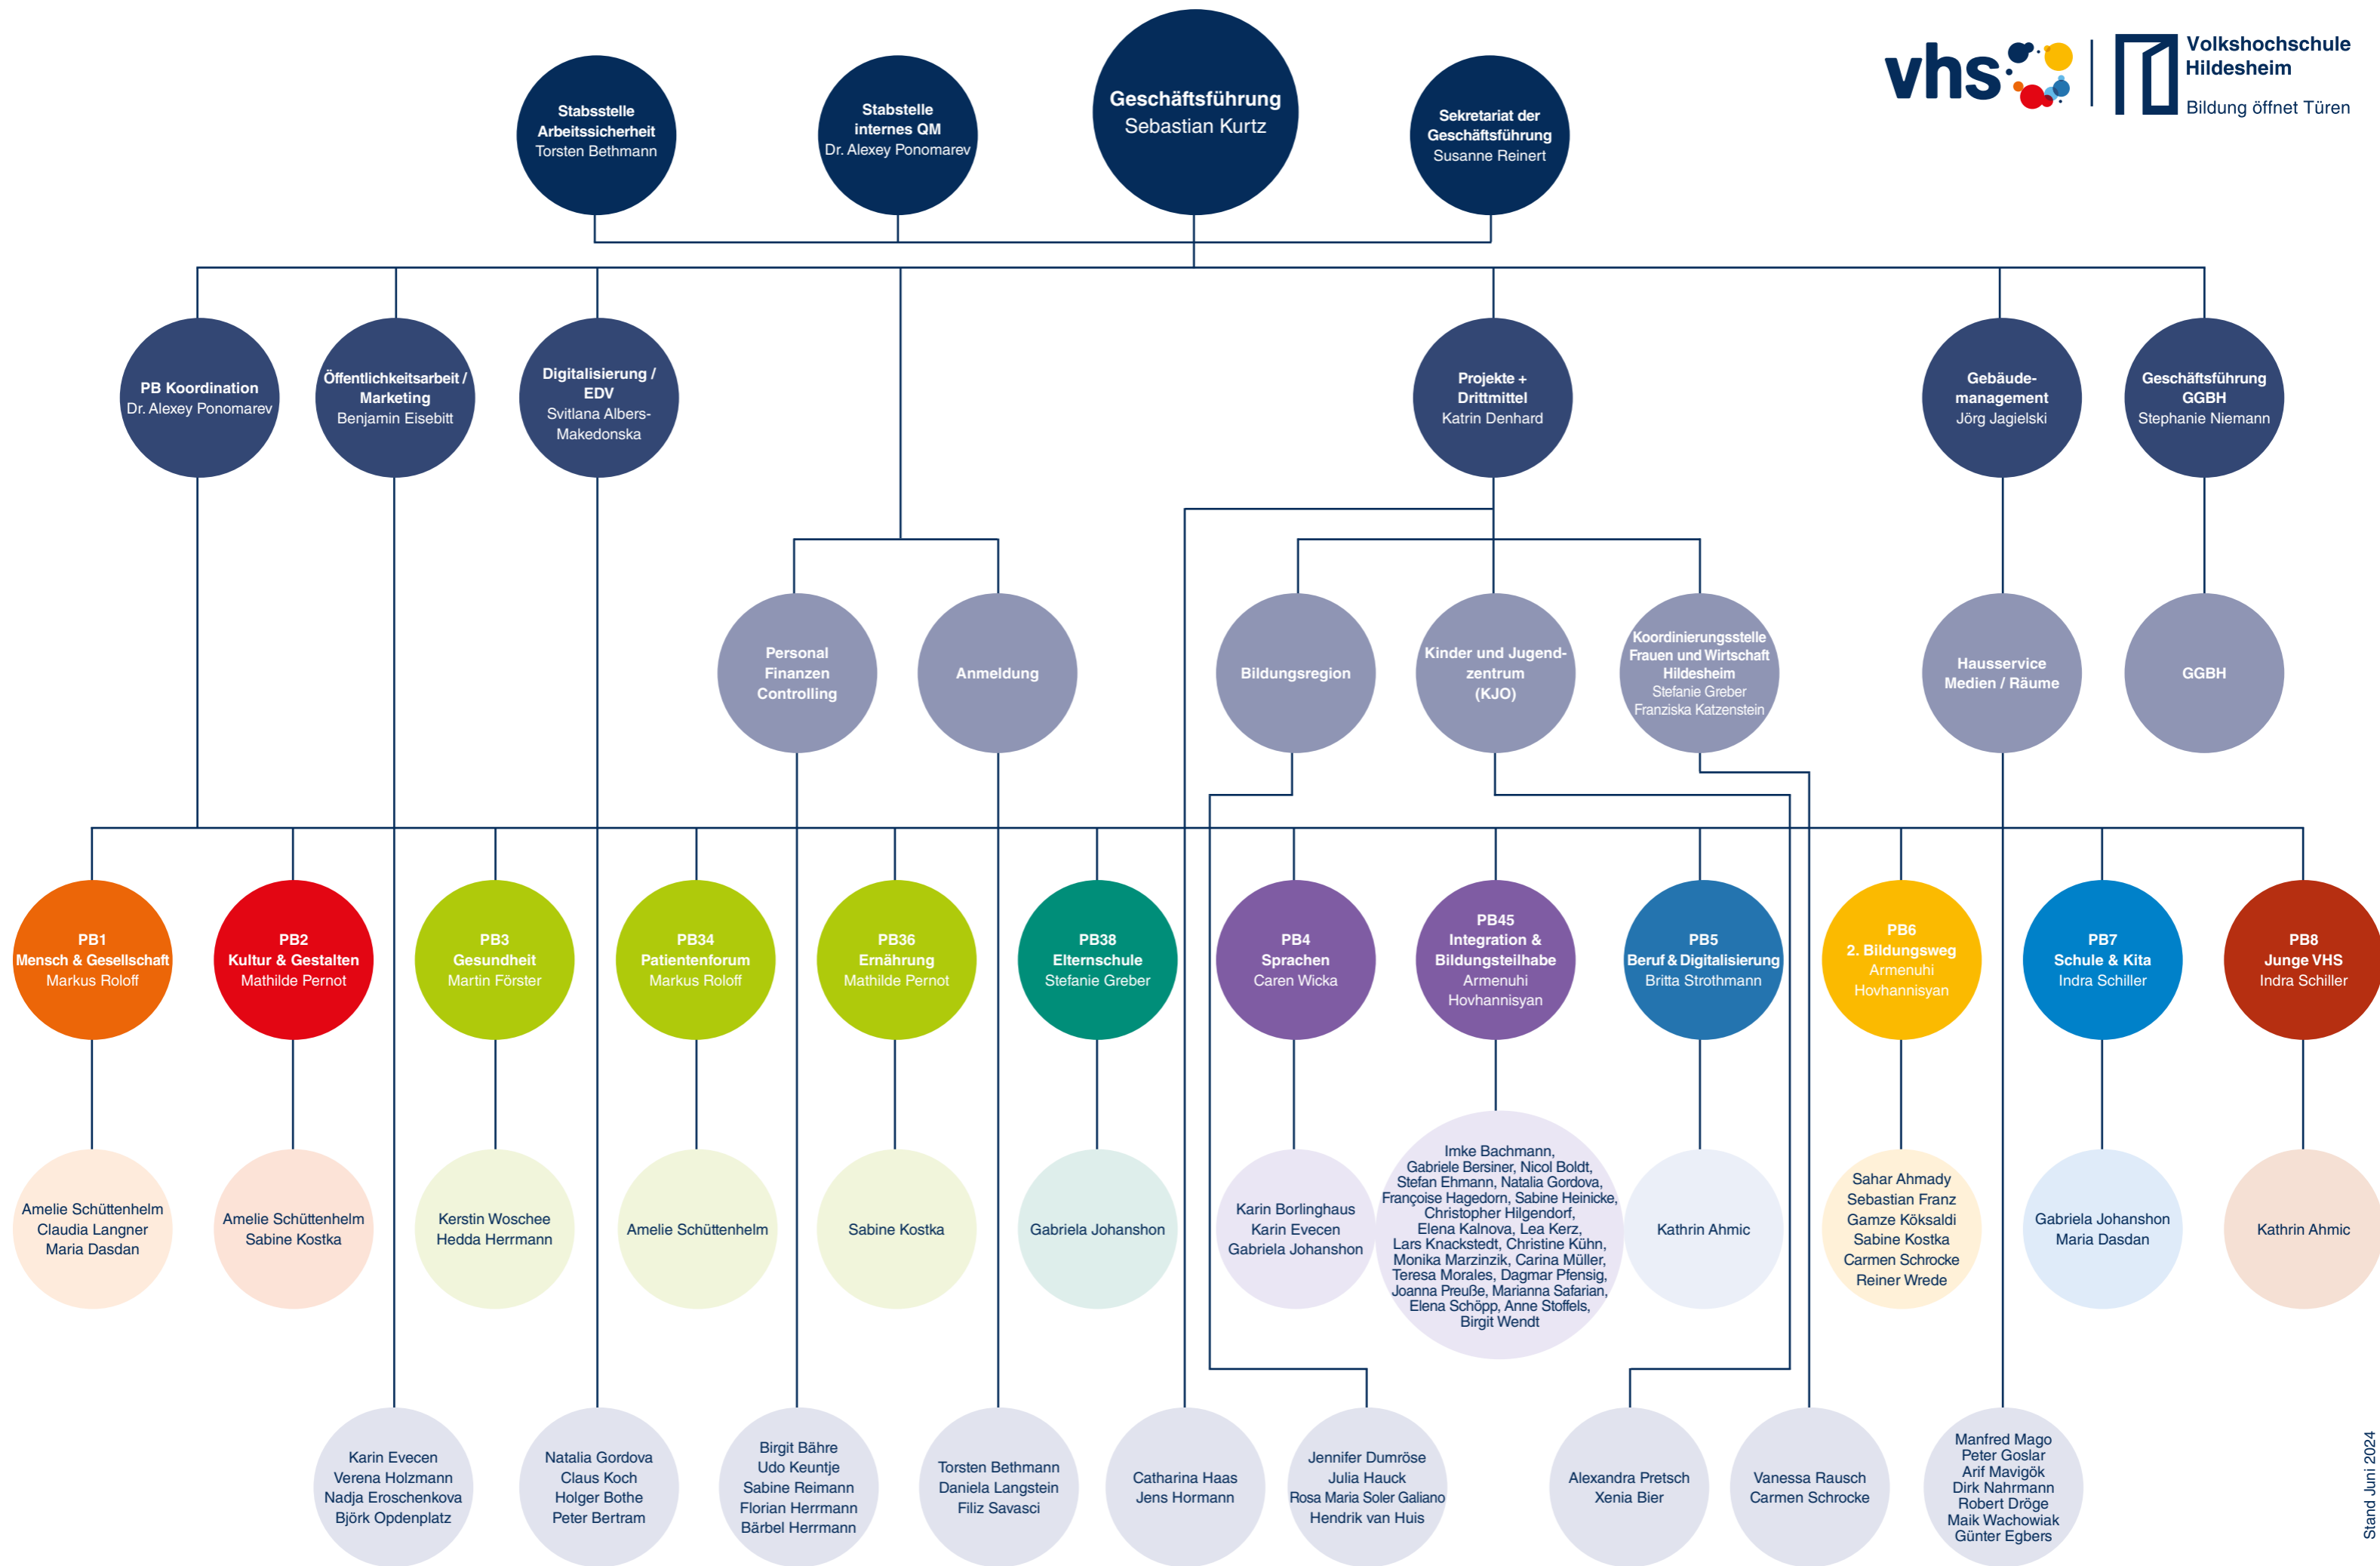 vhs
Volkshochschule
Hildesheim
Bildung öffnet Türen
Stabsstelle
Arbeitssicherheit
Torsten Bethmann
Stabstelle
internes QM
Dr. Alexey Ponomarev
Geschäftsführung
Sebastian Kurtz
Sekretariat der
Geschäftsführung
Susanne Reinert
PB Koordination
Dr. Alexey Ponomarev
Öffentlichkeitsarbeit /
Marketing
Benjamin Eisebitt
Digitalisierung /
EDV
Svitlana Albers-
Makedonska
Projekte +
Drittmittel
Katrin Denhard
Gebäude-
management
Jörg Jagielski
Geschäftsführung
GGBH
Stephanie Niemann
Personal
Finanzen
Controlling
Anmeldung
Bildungsregion
Kinder und Jugend-
zentrum
(KJO)
Koordinierungsstelle
Frauen und Wirtschaft
Hildesheim
Stefanie Greber
Franziska Katzenstein
Hausservice
Medien / Räume
GGBH
PB1
Mensch & Gesellschaft
Markus Roloff
PB2
Kultur & Gestalten
Mathilde Pernot
PB3
Gesundheit
Martin Förster
PB34
Patientenforum
Markus Roloff
PB36
Ernährung
Mathilde Pernot
PB38
Elternschule
Stefanie Greber
PB4
Sprachen
Caren Wicka
PB45
Integration &
Bildungsteilhabe
Armenuhi
Hovhannisyan
PB5
Beruf & Digitalisierung
Britta Strothmann
PB6
2. Bildungsweg
Armenuhi
Hovhannisyan
PB7
Schule & Kita
Indra Schiller
PB8
Junge VHS
Indra Schiller
Amelie Schüttenhelm
Claudia Langner
Maria Dasdan
Amelie Schüttenhelm
Sabine Kostka
Kerstin Woschee
Hedda Herrmann
Amelie Schüttenhelm
Sabine Kostka
Gabriela Johanshon
Karin Borlinghaus
Karin Evecen
Gabriela Johanshon
Imke Bachmann,
Gabriele Bersiner, Nicol Boldt,
Stefan Ehmann, Natalia Gordova,
Françoise Hagedorn, Sabine Heinicke,
Christopher Hilgendorf,
Elena Kalnova, Lea Kerz,
Lars Knackstedt, Christine Kühn,
Monika Marzinzik, Carina Müller,
Teresa Morales, Dagmar Pfensig,
Joanna Preuße, Marianna Safarian,
Elena Schöpp, Anne Stoffels,
Birgit Wendt
Kathrin Ahmic
Sahar Ahmady
Sebastian Franz
Gamze Köksaldi
Sabine Kostka
Carmen Schrocke
Reiner Wrede
Gabriela Johanshon
Maria Dasdan
Kathrin Ahmic
Karin Evecen
Verena Holzmann
Nadja Eroschenkova
Björk Opdenplatz
Natalia Gordova
Claus Koch
Holger Bothe
Peter Bertram
Birgit Bähre
Udo Keuntje
Sabine Reimann
Florian Herrmann
Bärbel Herrmann
Torsten Bethmann
Daniela Langstein
Filiz Savasci
Catharina Haas
Jens Hormann
Jennifer Dumröse
Julia Hauck
Rosa Maria Soler Galiano
Hendrik van Huis
Alexandra Pretsch
Xenia Bier
Vanessa Rausch
Carmen Schrocke
Manfred Mago
Peter Goslar
Arif Mavigök
Dirk Nahrmann
Robert Dröge
Maik Wachowiak
Günter Egbers
Stand Juni 2024